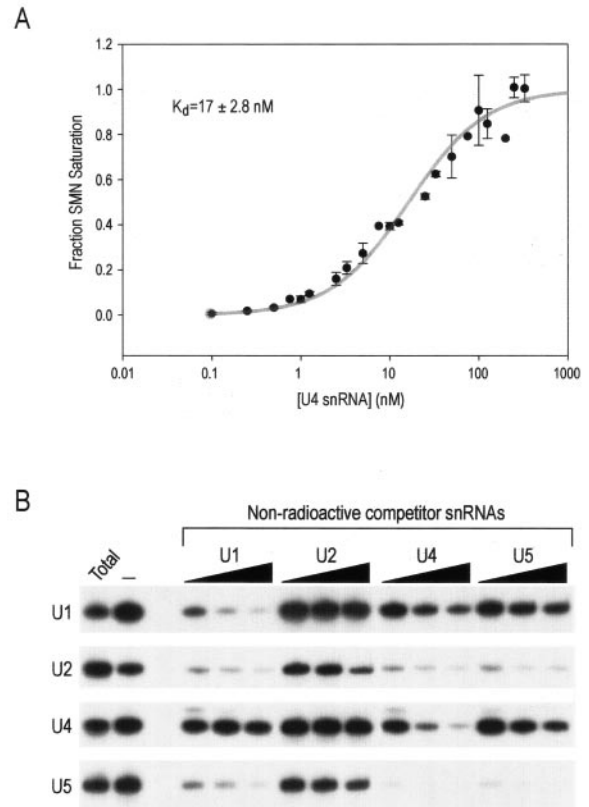 A
1.2
1.0
0.8
0.6
0.4
0.2
0.0
Fraction SMN Saturation
Kd=17 ± 2.8 nM
0.01 0.1 1 10 100 1000
[U4 snRNA] (nM)
B
Non-radioactive competitor snRNAs
Total – U1 U2 U4 U5
U1
U2
U4
U5